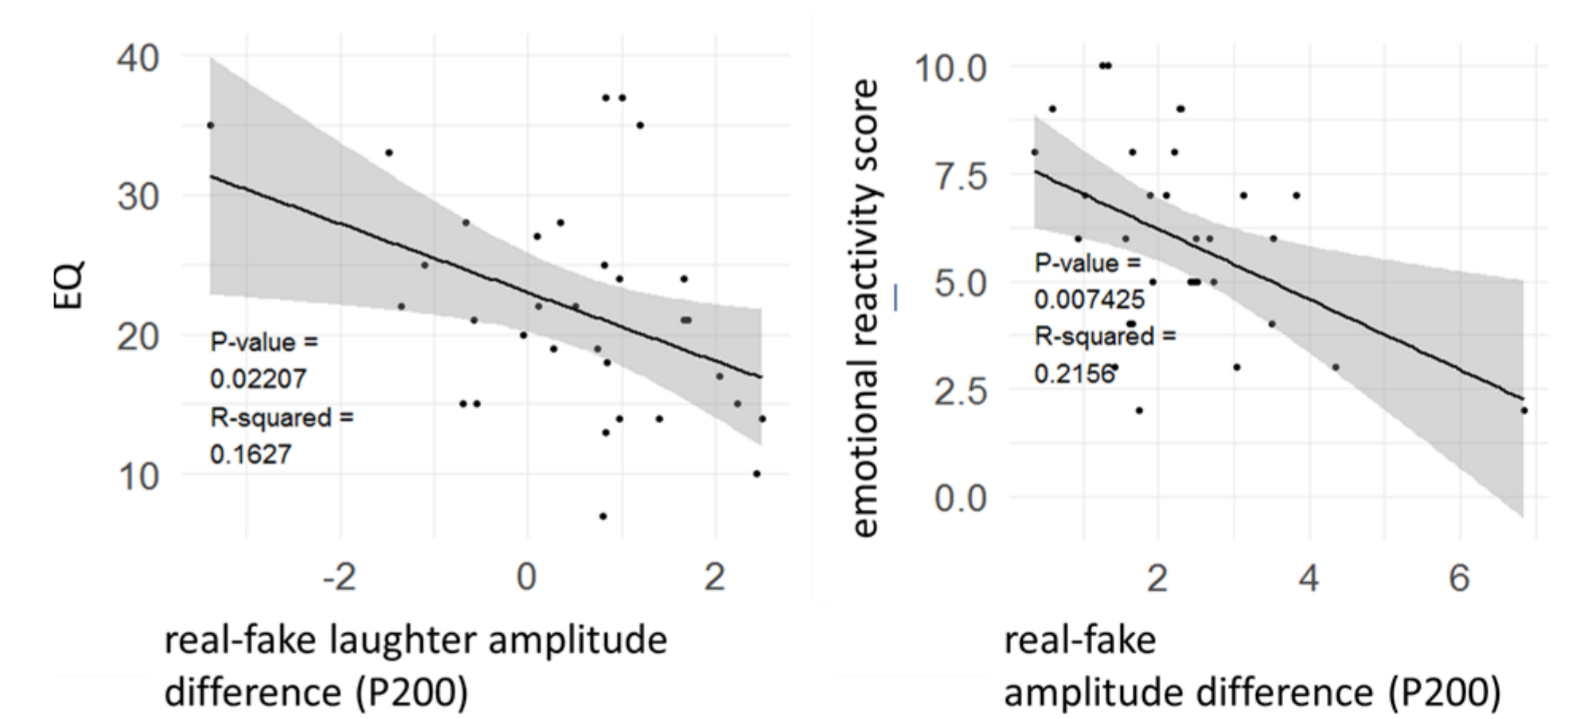 40
30
20
10
EQ
P-value =
0.02207
R-squared =
0.1627
-2 0 2
real-fake laughter amplitude
difference (P200)
10.0
7.5
5.0
2.5
0.0
emotional reactivity score
P-value =
0.007425
R-squared =
0.2156
2 4 6
real-fake
amplitude difference (P200)